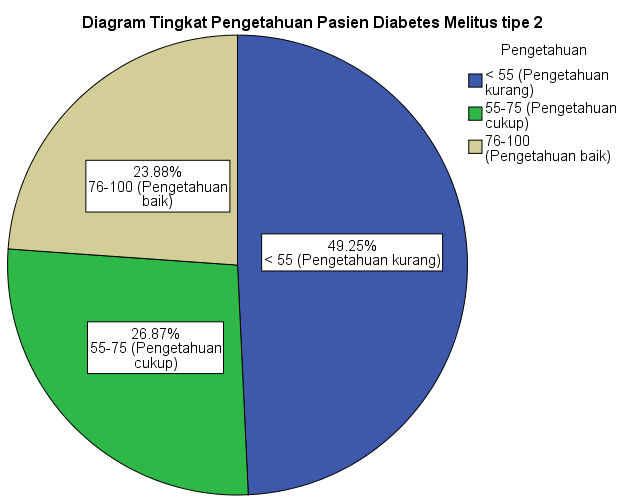 Diagram Tingkat Pengetahuan Pasien Diabetes Melitus tipe 2
Pengetahuan
< 55 (Pengetahuan
kurang)
55-75 (Pengetahuan
cukup)
76-100
(Pengetahuan baik)
23.88%
76-100 (Pengetahuan
baik)
49.25%
< 55 (Pengetahuan kurang)
26.87%
55-75 (Pengetahuan
cukup)